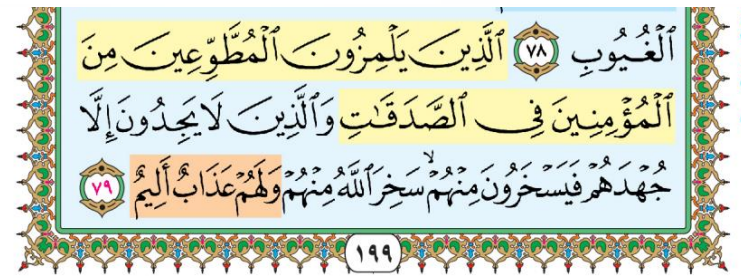 ٱلۡغُيُوبِ ٧٨ ٱلَّذِينَ يَلۡمِزُونَ ٱلۡمُطَّوِّعِينَ مِنَ
ٱلۡمُؤۡمِنِينَ فِي ٱلصَّدَقَٰتِ وَٱلَّذِينَ لَا يَجِدُونَ إِلَّا
جُهۡدَهُمۡ فَيَسۡخَرُونَ مِنۡهُمۡ ۙ سَخِرَ ٱللَّهُ مِنۡهُمۡ وَلَهُمۡ عَذَابٌ أَلِيمٌ ٧٩
١٩٩